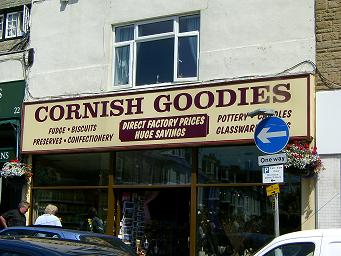 CORNISH GOODIES
FUDGE • BISCUITS
PRESERVES • CONFECTIONERY
DIRECT FACTORY PRICES
HUGE SAVINGS
POTTERY • CANDLES
GLASSWARE
One way
22